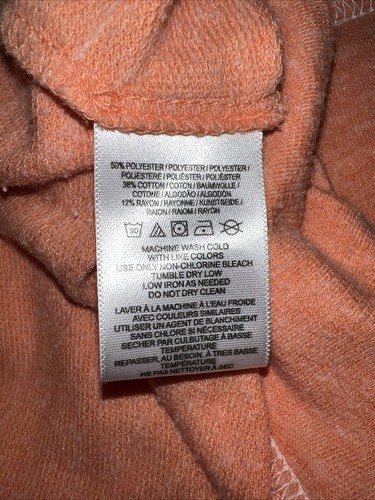 50% POLYESTER / POLYESTER / POLYESTER /
POLIESTERE / POLIÉSTER / POLIÉSTER
38% COTTON / COTON / BAUMWOLLE /
COTONE / ALGODÃO / ALGODÓN
12% RAYON / RAYONNE / KUNSTSEIDE /
RAION / RAIOM / RAYON
30
MACHINE WASH COLD
WITH LIKE COLORS
USE ONLY NON-CHLORINE BLEACH
TUMBLE DRY LOW
LOW IRON AS NEEDED
DO NOT DRY CLEAN
LAVER À LA MACHINE À L'EAU FROIDE
AVEC COULEURS SIMILAIRES
UTILISER UN AGENT DE BLANCHIMENT
SANS CHLORE SI NÉCESSAIRE
SÉCHER PAR CULBUTAGE À BASSE
TEMPÉRATURE
REPASSER, AU BESOIN, À TRÈS BASSE
TEMPÉRATURE
NE PAS NETTOYER À SEC